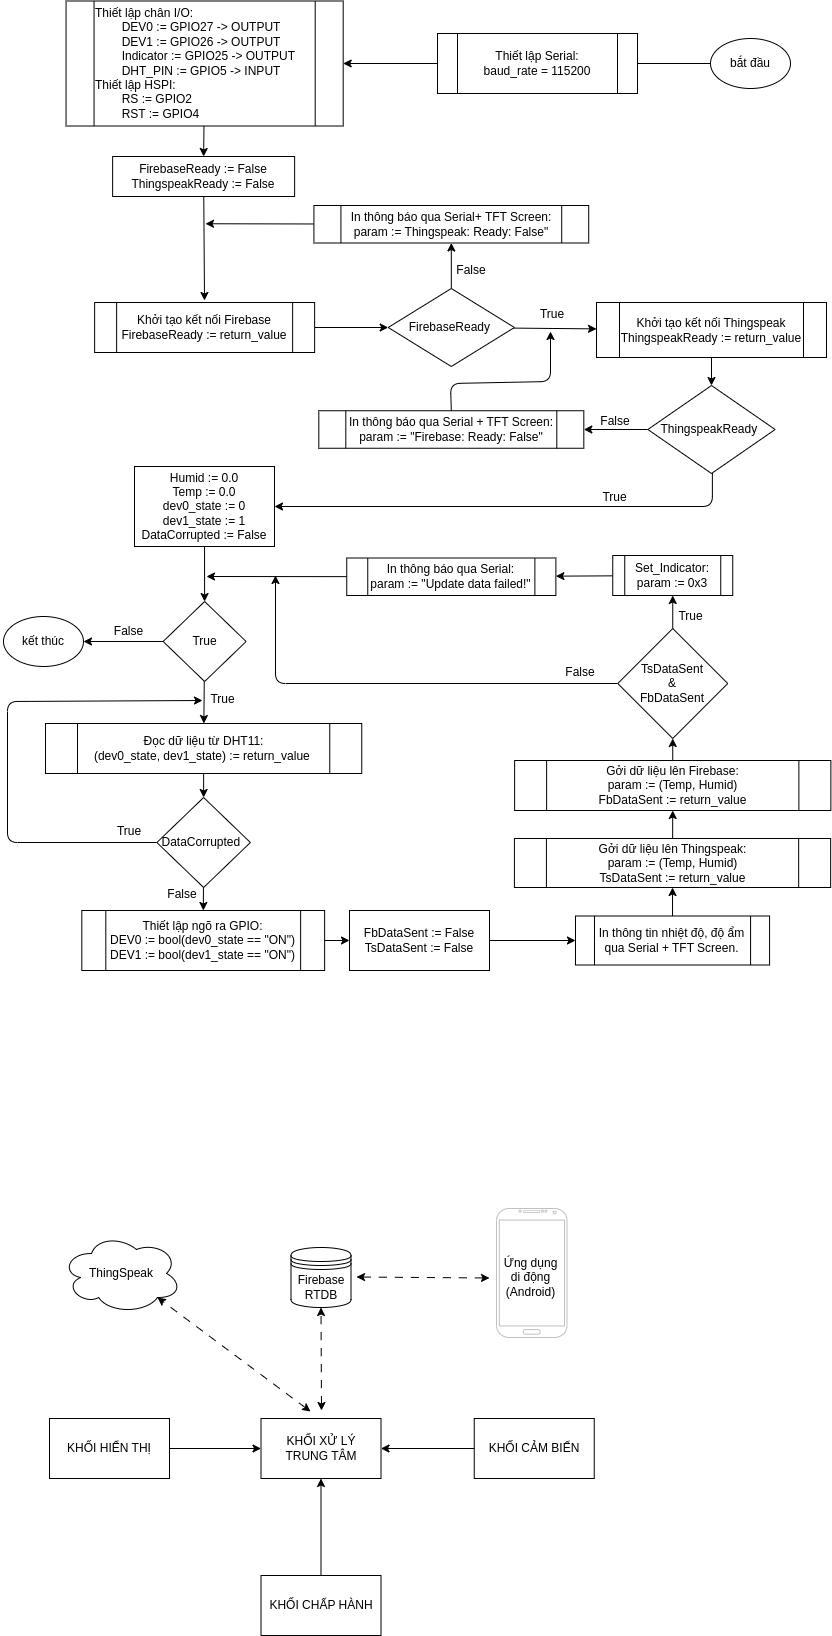 Thiết lập chân I/O:
DEV0 := GPIO27 -> OUTPUT
DEV1 := GPIO26 -> OUTPUT
Indicator := GPIO25 -> OUTPUT
DHT_PIN := GPIO5 -> INPUT
Thiết lập HSPI:
RS := GPIO2
RST := GPIO4
Thiết lập Serial:
baud_rate = 115200
bắt đầu
FirebaseReady := False
ThingspeakReady := False
In thông báo qua Serial+ TFT Screen:
param := Thingspeak: Ready: False"
False
Khởi tạo kết nối Firebase
FirebaseReady := return_value
FirebaseReady
True
Khởi tạo kết nối Thingspeak
ThingspeakReady := return_value
In thông báo qua Serial + TFT Screen:
param := "Firebase: Ready: False"
False
ThingspeakReady
True
Humid := 0.0
Temp := 0.0
dev0_state := 0
dev1_state := 1
DataCorrupted := False
In thông báo qua Serial:
param := "Update data failed!"
Set_Indicator:
param := 0x3
True
kết thúc
False
True
True
False
TsDataSent
&
FbDataSent
Đọc dữ liệu từ DHT11:
(dev0_state, dev1_state) := return_value
Gởi dữ liệu lên Firebase:
param := (Temp, Humid)
FbDataSent := return_value
True
DataCorrupted
False
Gởi dữ liệu lên Thingspeak:
param := (Temp, Humid)
TsDataSent := return_value
Thiết lập ngõ ra GPIO:
DEV0 := bool(dev0_state == "ON")
DEV1 := bool(dev1_state == "ON")
FbDataSent := False
TsDataSent := False
In thông tin nhiệt độ, độ ẩm
qua Serial + TFT Screen.
ThingSpeak
Firebase
RTDB
Ứng dụng
di động
(Android)
KHỐI HIỂN THỊ
KHỐI XỬ LÝ
TRUNG TÂM
KHỐI CẢM BIẾN
KHỐI CHẤP HÀNH